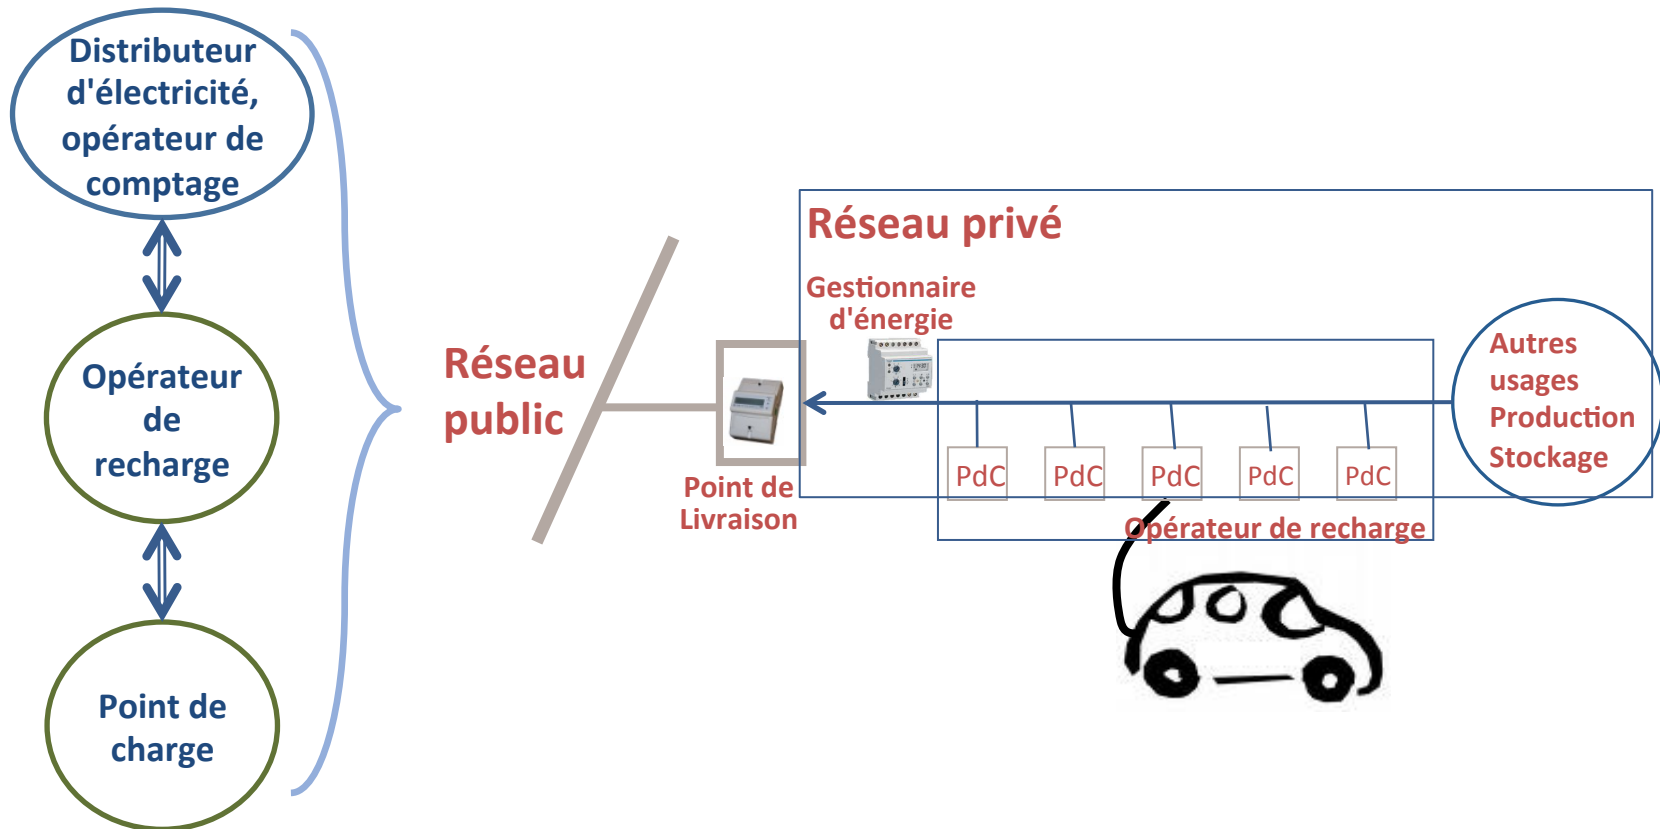 Distributeur
d'électricité,
opérateur de
comptage
Opérateur
de
recharge
Point de
charge
Réseau
public
Point de
Livraison
Réseau privé
Gestionnaire
d'énergie
PdC
PdC
PdC
PdC
PdC
Opérateur de recharge
Autres
usages
Production
Stockage